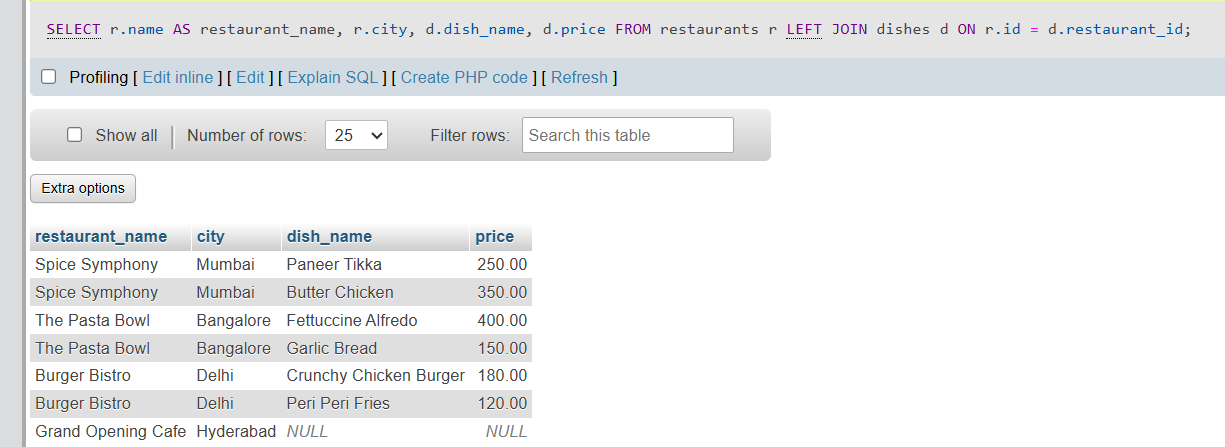 SELECT r.name AS restaurant_name, r.city, d.dish_name, d.price FROM restaurants r LEFT JOIN dishes d ON r.id = d.restaurant_id;
Profiling [ Edit inline ] [ Edit ] [ Explain SQL ] [ Create PHP code ] [ Refresh ]
Show all | Number of rows: 25 Filter rows: Search this table
Extra options
restaurant_name city dish_name price
Spice Symphony Mumbai Paneer Tikka 250.00
Spice Symphony Mumbai Butter Chicken 350.00
The Pasta Bowl Bangalore Fettuccine Alfredo 400.00
The Pasta Bowl Bangalore Garlic Bread 150.00
Burger Bistro Delhi Crunchy Chicken Burger 180.00
Burger Bistro Delhi Peri Peri Fries 120.00
Grand Opening Cafe Hyderabad NULL NULL